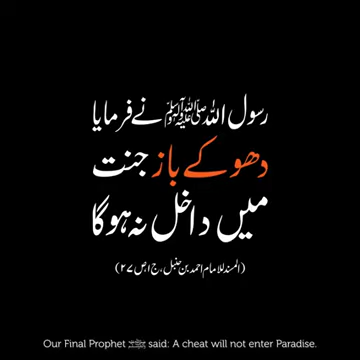 رسول اللہ ﷺ نے فرمایا
دھوکے باز جنت
میں داخل نہ ہوگا
(المسند للامام احمد بن حنبل، ج ۱، ص ۲۷)
Our Final Prophet ﷺ said: A cheat will not enter Paradise.